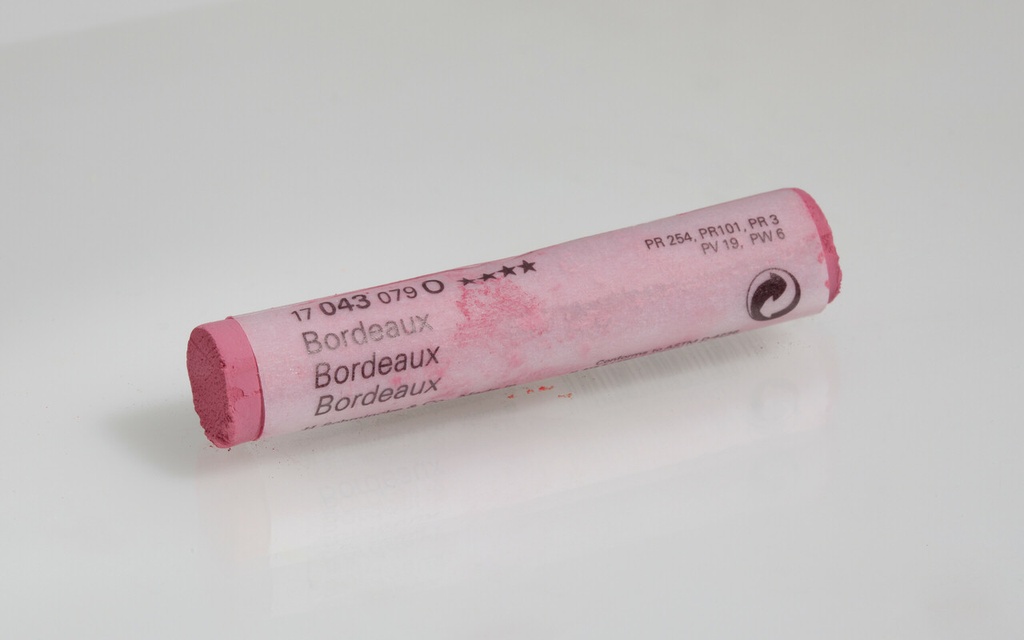 17 043 079 O ★★★★
Bordeaux
Bordeaux
Bordeaux
PR 254, PR101, PR 3
PV 19, PW 6